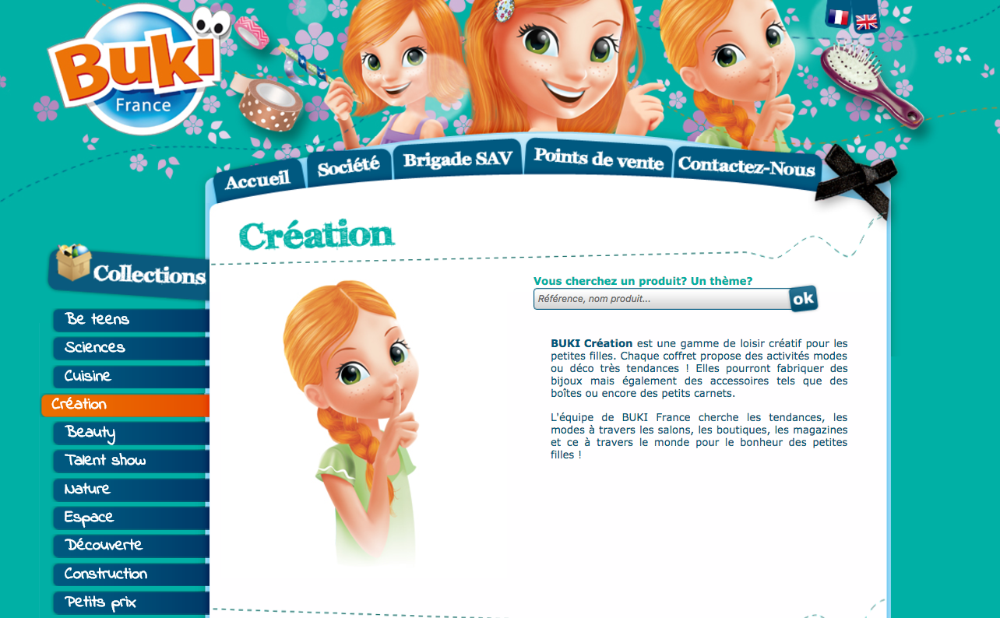 Buki
France
Accueil
Société
Brigade SAV
Points de vente
Contactez-Nous
Création
Collections
Be teens
Sciences
Cuisine
Création
Beauty
Talent show
Nature
Espace
Découverte
Construction
Petits prix
Vous cherchez un produit? Un thème?
Référence, nom produit...
ok
BUKI Création est une gamme de loisir créatif pour les
petites filles. Chaque coffret propose des activités modes
ou déco très tendances ! Elles pourront fabriquer des
bijoux mais également des accessoires tels que des
boîtes ou encore des petits carnets.
L'équipe de BUKI France cherche les tendances, les
modes à travers les salons, les boutiques, les magazines
et ce à travers le monde pour le bonheur des petites
filles !